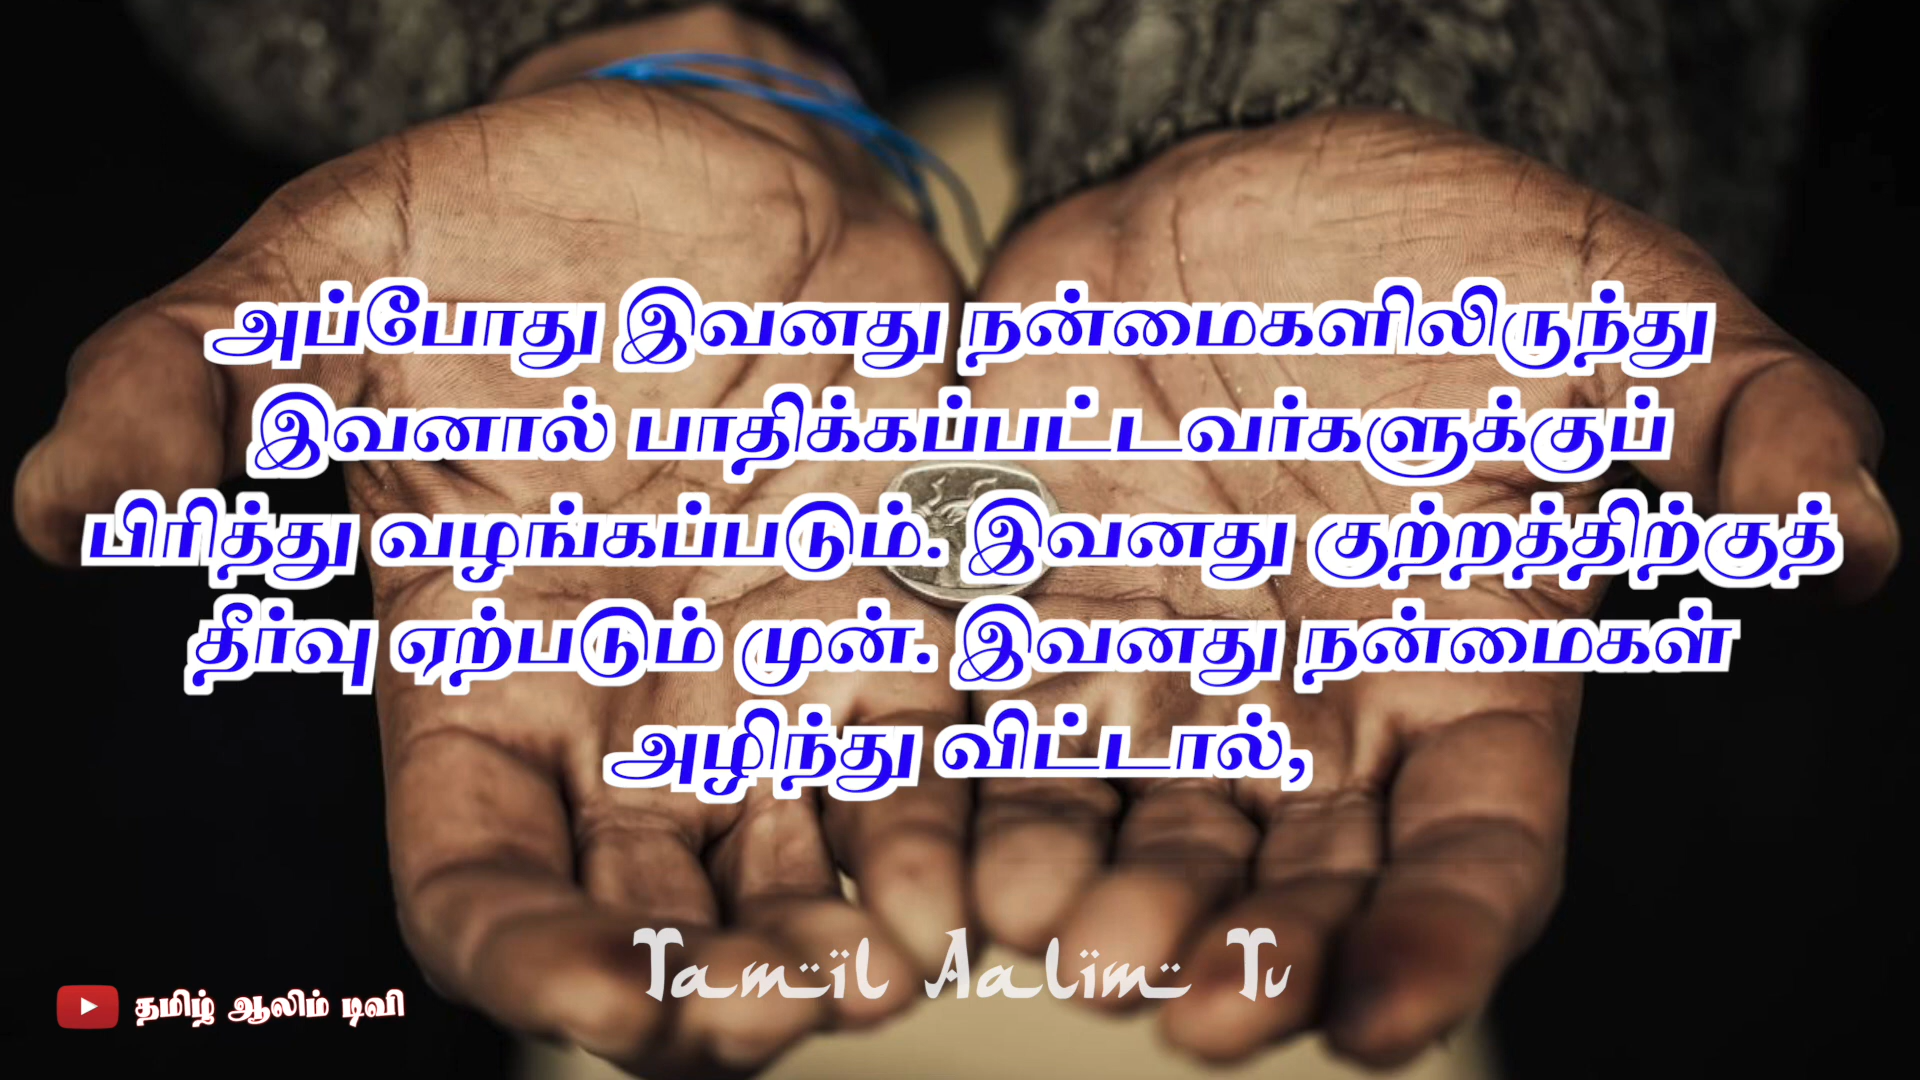 அப்போது இவனது நன்மைகளிலிருந்து
இவனால் பாதிக்கப்பட்டவர்களுக்குப்
பிரித்து வழங்கப்படும். இவனது குற்றத்திற்குத்
தீர்வு ஏற்படும் முன். இவனது நன்மைகள்
அழிந்து விட்டால்,
Tamil Aalim Tv
தமிழ் ஆலிம் டிவி